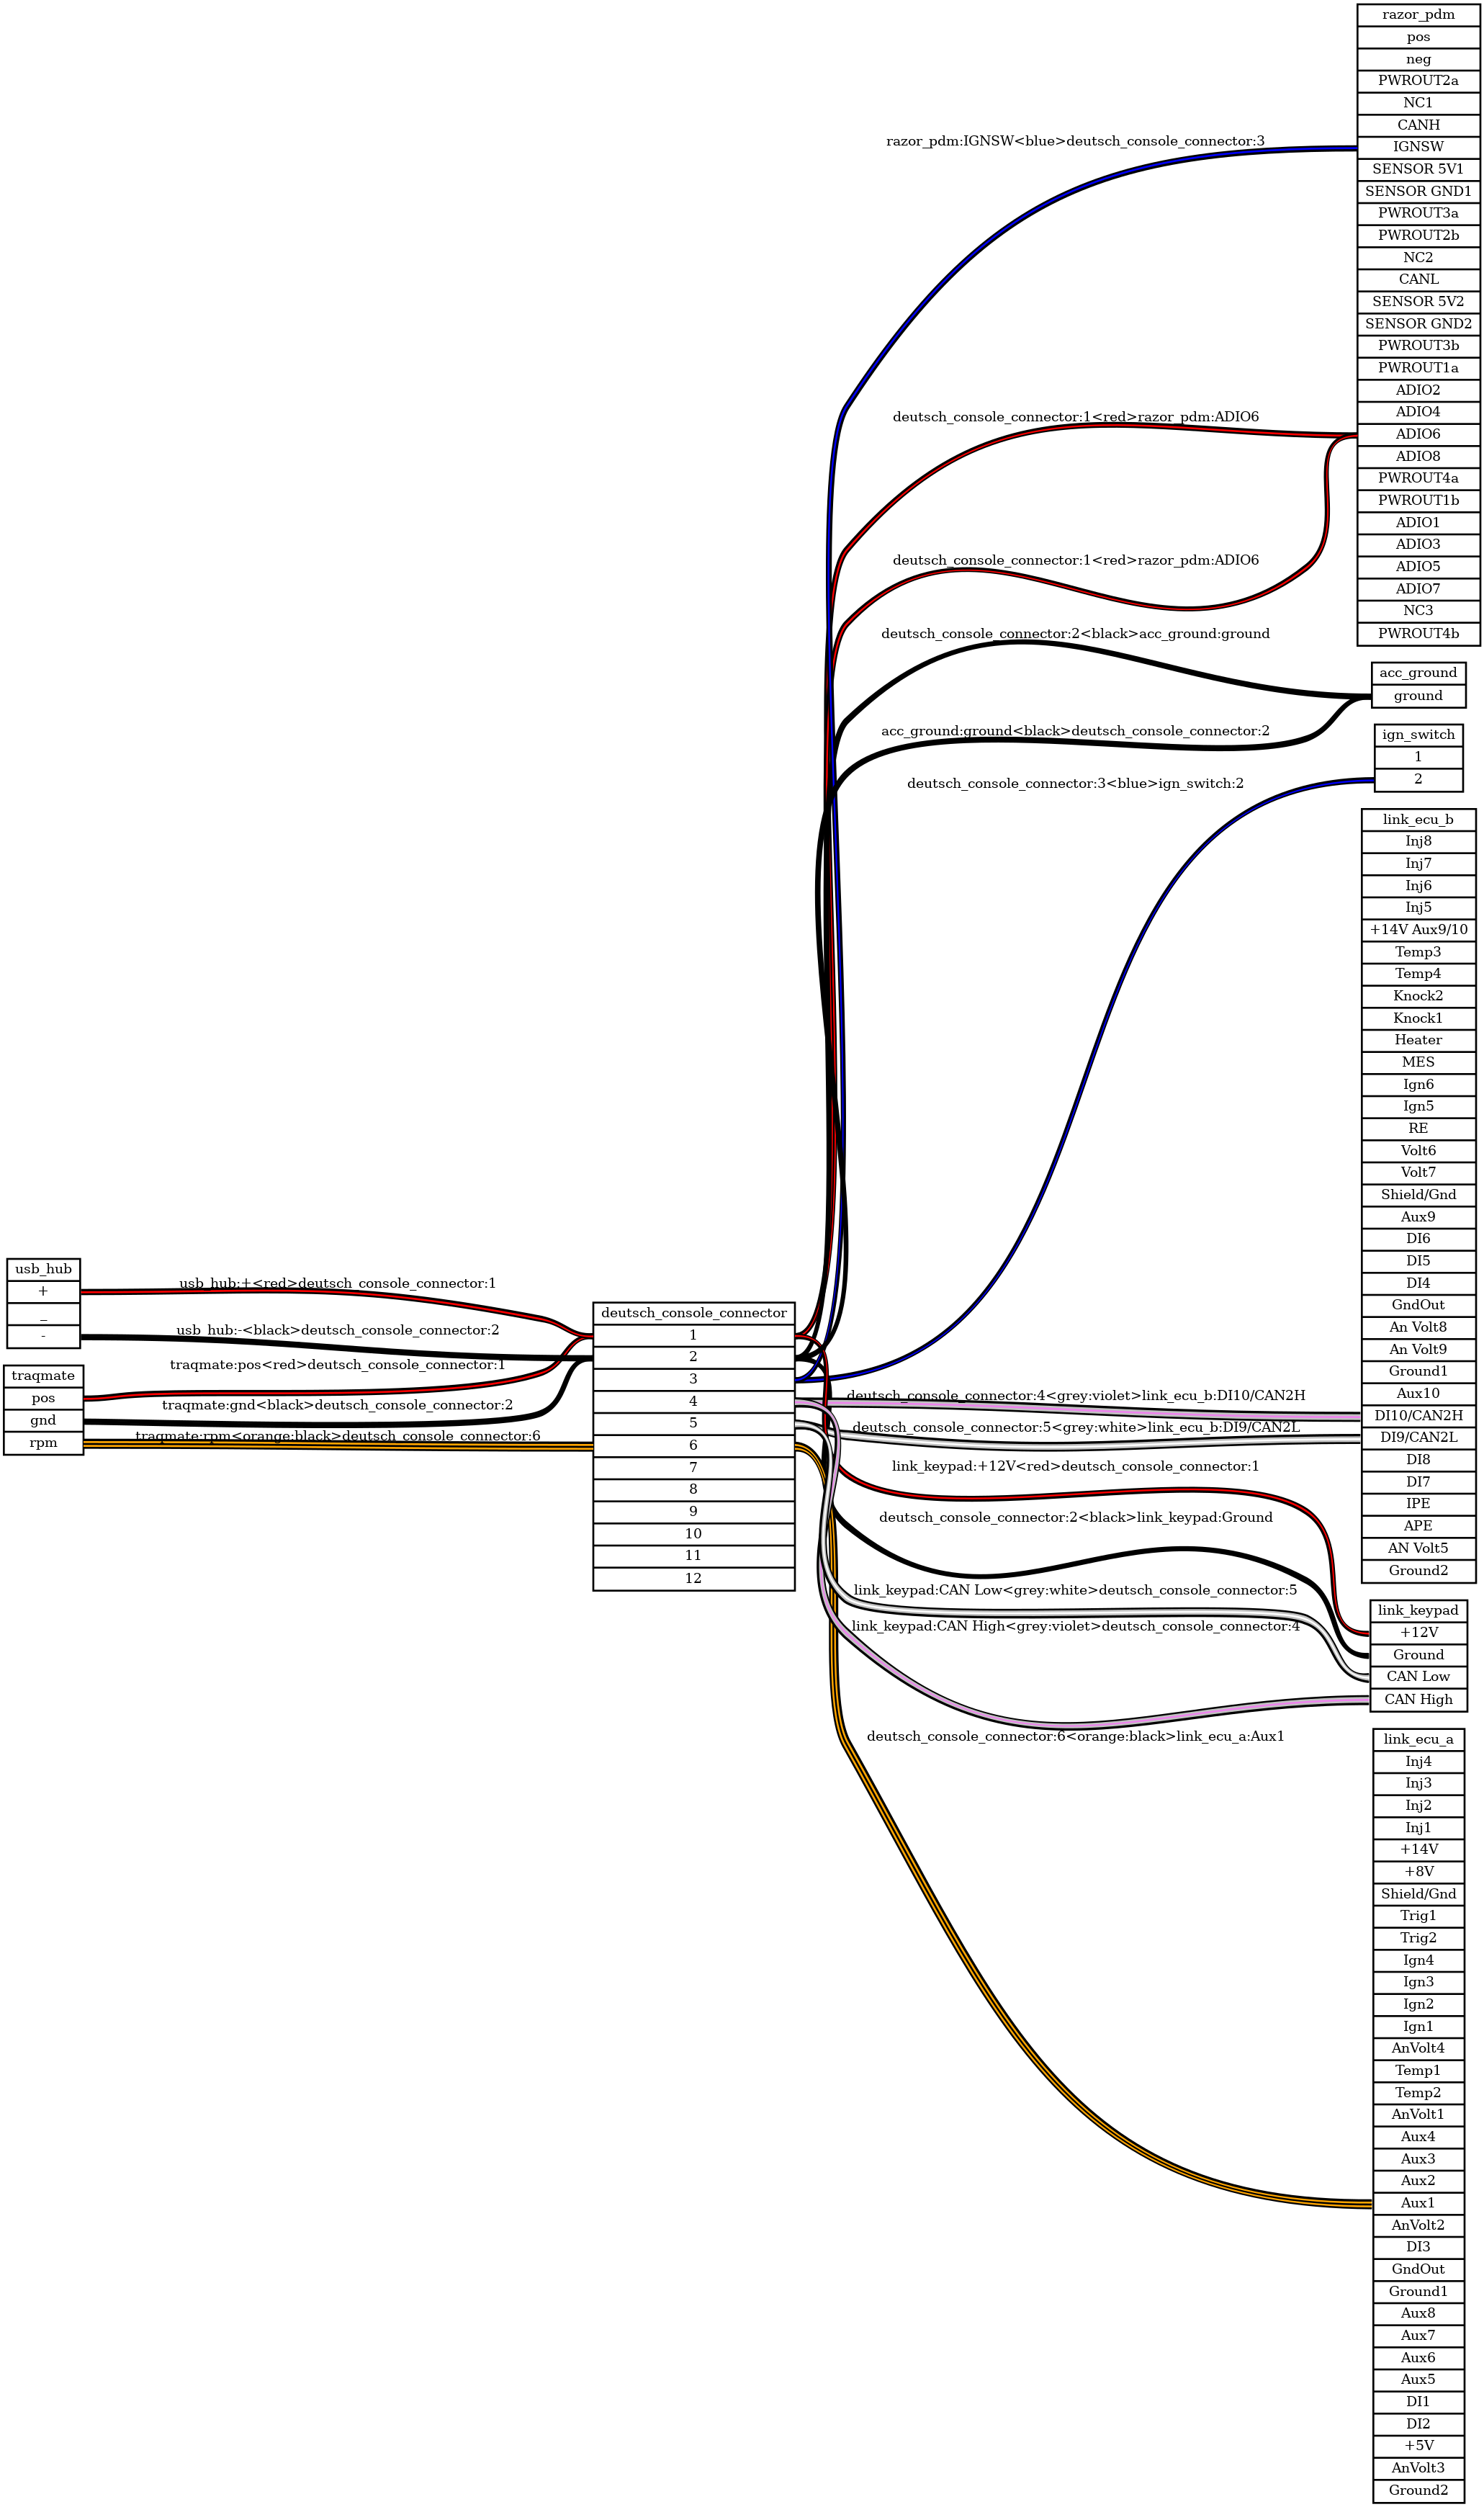 usb_hub
+
_
-
traqmate
pos
gnd
rpm
usb_hub:+<red>deutsch_console_connector:1
usb_hub:-<black>deutsch_console_connector:2
traqmate:pos<red>deutsch_console_connector:1
traqmate:gnd<black>deutsch_console_connector:2
traqmate:rpm<orange:black>deutsch_console_connector:6
deutsch_console_connector
1
2
3
4
5
6
7
8
9
10
11
12
razor_pdm:IGNSW<blue>deutsch_console_connector:3
deutsch_console_connector:1<red>razor_pdm:ADIO6
deutsch_console_connector:1<red>razor_pdm:ADIO6
deutsch_console_connector:2<black>acc_ground:ground
acc_ground:ground<black>deutsch_console_connector:2
deutsch_console_connector:3<blue>ign_switch:2
deutsch_console_connector:4<grey:violet>link_ecu_b:DI10/CAN2H
deutsch_console_connector:5<grey:white>link_ecu_b:DI9/CAN2L
link_keypad:+12V<red>deutsch_console_connector:1
deutsch_console_connector:2<black>link_keypad:Ground
link_keypad:CAN Low<grey:white>deutsch_console_connector:5
link_keypad:CAN High<grey:violet>deutsch_console_connector:4
deutsch_console_connector:6<orange:black>link_ecu_a:Aux1
razor_pdm
pos
neg
PWROUT2a
NC1
CANH
IGNSW
SENSOR 5V1
SENSOR GND1
PWROUT3a
PWROUT2b
NC2
CANL
SENSOR 5V2
SENSOR GND2
PWROUT3b
PWROUT1a
ADIO2
ADIO4
ADIO6
ADIO8
PWROUT4a
PWROUT1b
ADIO1
ADIO3
ADIO5
ADIO7
NC3
PWROUT4b
acc_ground
ground
ign_switch
1
2
link_ecu_b
Inj8
Inj7
Inj6
Inj5
+14V Aux9/10
Temp3
Temp4
Knock2
Knock1
Heater
MES
Ign6
Ign5
RE
Volt6
Volt7
Shield/Gnd
Aux9
DI6
DI5
DI4
GndOut
An Volt8
An Volt9
Ground1
Aux10
DI10/CAN2H
DI9/CAN2L
DI8
DI7
IPE
APE
AN Volt5
Ground2
link_keypad
+12V
Ground
CAN Low
CAN High
link_ecu_a
Inj4
Inj3
Inj2
Inj1
+14V
+8V
Shield/Gnd
Trig1
Trig2
Ign4
Ign3
Ign2
Ign1
AnVolt4
Temp1
Temp2
AnVolt1
Aux4
Aux3
Aux2
Aux1
AnVolt2
DI3
GndOut
Ground1
Aux8
Aux7
Aux6
Aux5
DI1
DI2
+5V
AnVolt3
Ground2